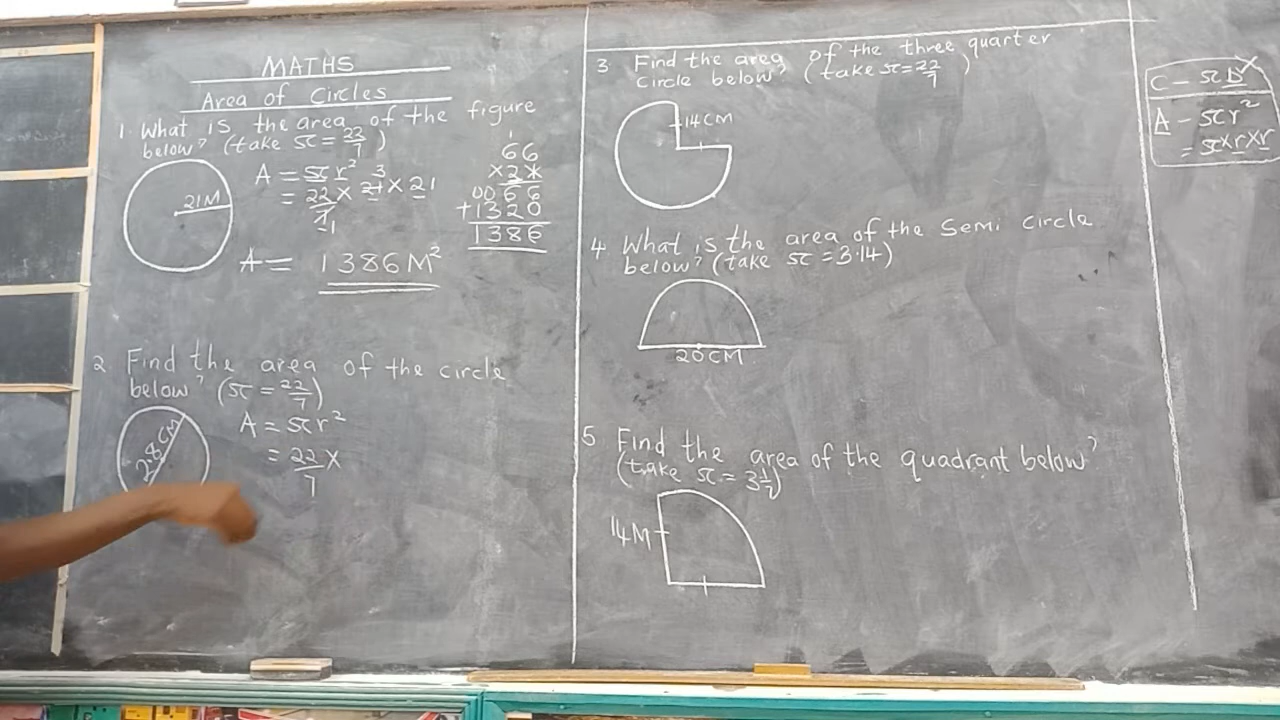 MATHS
Area of Circles
1. What is the area of the figure
below? (take π = 22/7)
21M
A = πr²
= 22/7 × 21 3 × 21
1
A = 1386M²
1
66
×21
0066
+1320
1386
2 Find the area of the circle
below? (π = 22/7)
28CM
A = πr²
= 22/7 ×
3 Find the area of the three quarter
Circle below? (take π = 22/7)
14CM
4 What is the area of the Semi Circle
below? (take π = 3.14)
20CM
5 Find the area of the quadrant below?
(take π = 3 1/7)
14M
C - πD
A - πr²
= π×r×r